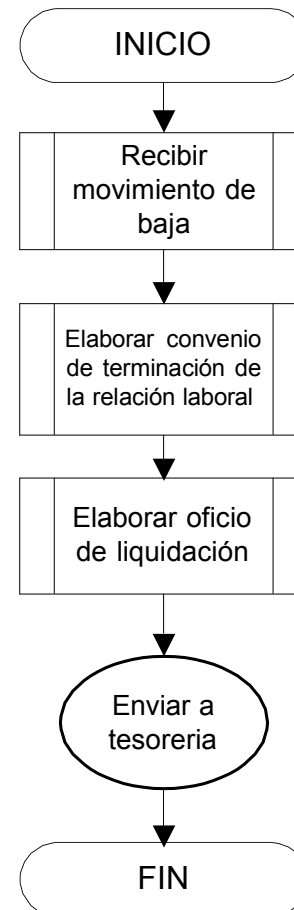 INICIO
Recibir
movimiento de
baja
Elaborar convenio
de terminación de
la relación laboral
Elaborar oficio
de liquidación
Enviar a
tesoreria
FIN